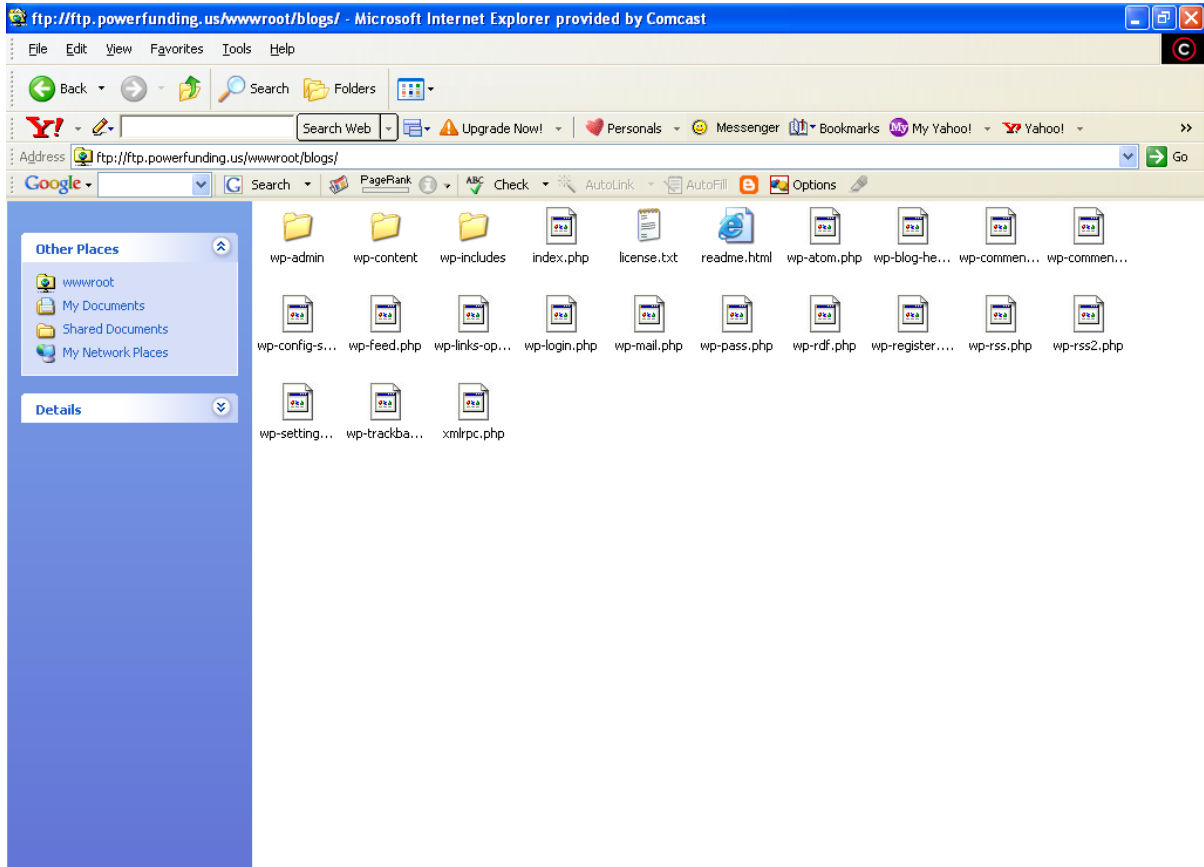 ftp://ftp.powerfunding.us/wwwroot/blogs/ - Microsoft Internet Explorer provided by Comcast
File Edit View Favorites Tools Help
Back Search Folders
Y! Search Web Upgrade Now! Personals Messenger Bookmarks My My Yahoo! Y? Yahoo! »
Address ftp://ftp.powerfunding.us/wwwroot/blogs/ Go
Google G Search PageRank ABC Check AutoLink AutoFill Options
Other Places
wwwroot
My Documents
Shared Documents
My Network Places
Details
wp-admin wp-content wp-includes index.php license.txt readme.html wp-atom.php wp-blog-he... wp-commen... wp-commen...
wp-config-s... wp-feed.php wp-links-op... wp-login.php wp-mail.php wp-pass.php wp-rdf.php wp-register.... wp-rss.php wp-rss2.php
wp-setting... wp-trackba... xmlrpc.php